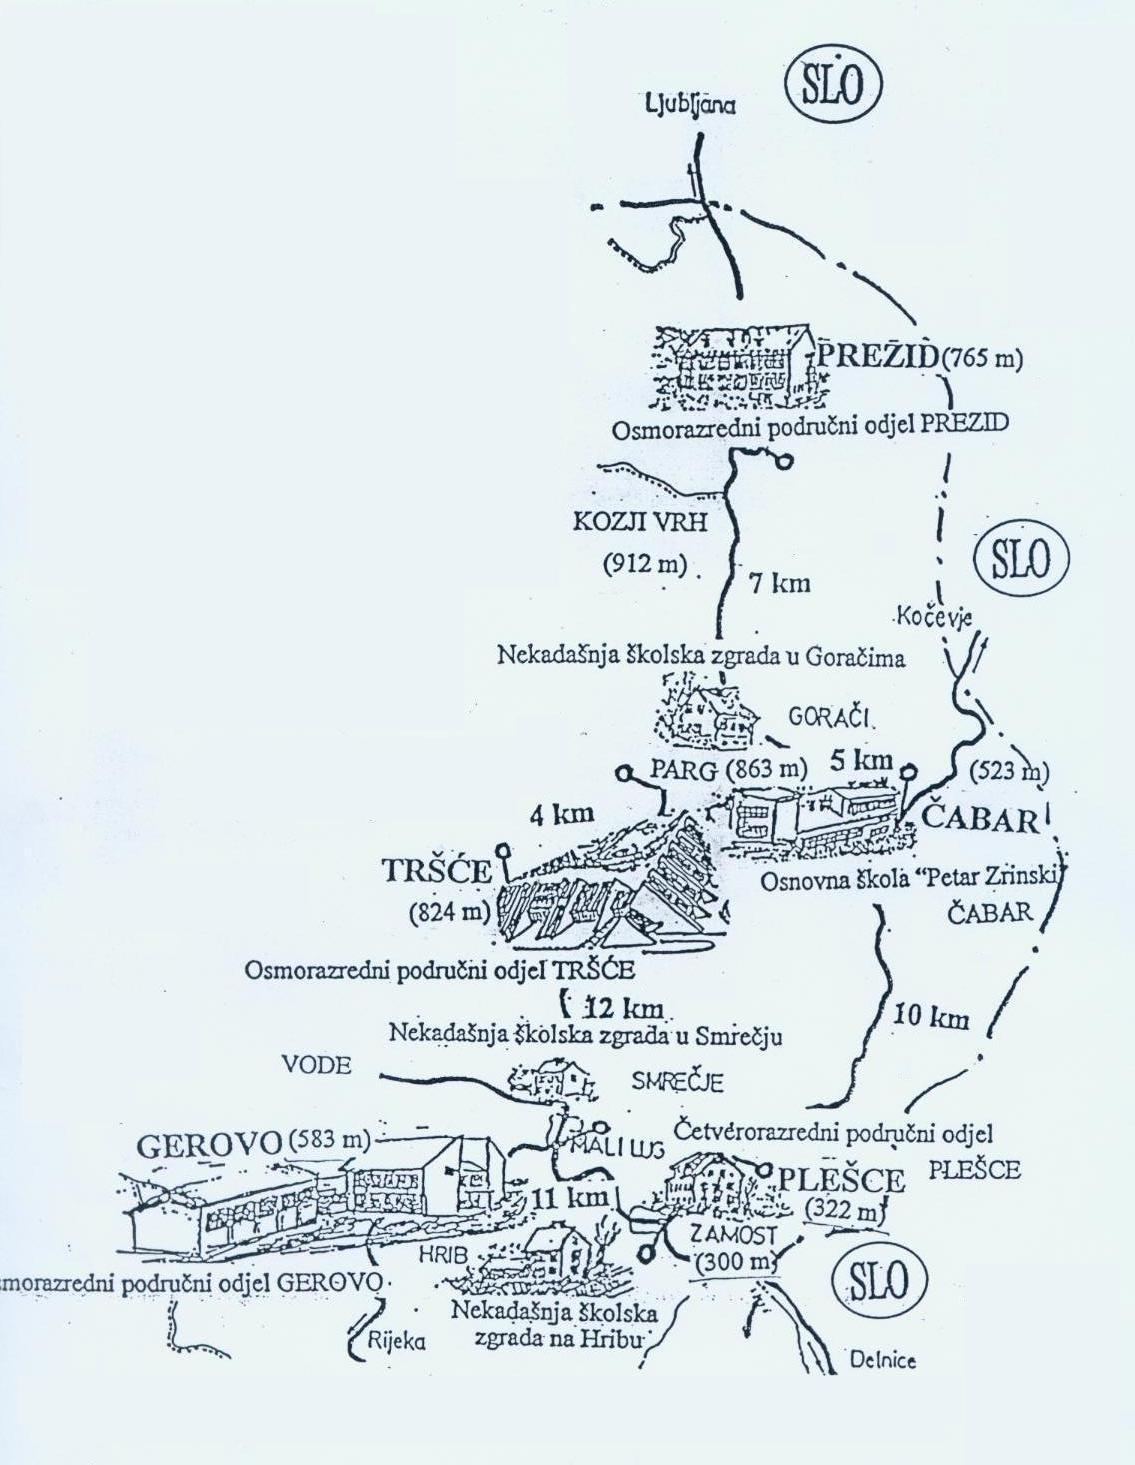 SLO
Ljubljana
PREZID (765 m)
Osmorazredni područni odjel PREZID
KOZJI VRH
(912 m)
7 km
SLO
Kočevje
Nekadašnja školska zgrada u Goračima
GORAČI
PARG (863 m)
5 km
(523 m)
ČABAR
4 km
TRŠĆE
(824 m)
Osnovna škola “Petar Zrinski”
ČABAR
Osmorazredni područni odjel TRŠĆE
12 km
10 km
Nekadašnja školska zgrada u Smrečju
VODE
SMREČJE
GEROVO (583 m)
MALI LUG
Četverorazredni područni odjel
PLEŠCE
PLEŠCE
(322 m)
11 km
ZAMOST
(300 m)
HRIB
SLO
smorazredni područni odjel GEROVO
Nekadašnja školska
zgrada na Hribu
Rijeka
Delnice